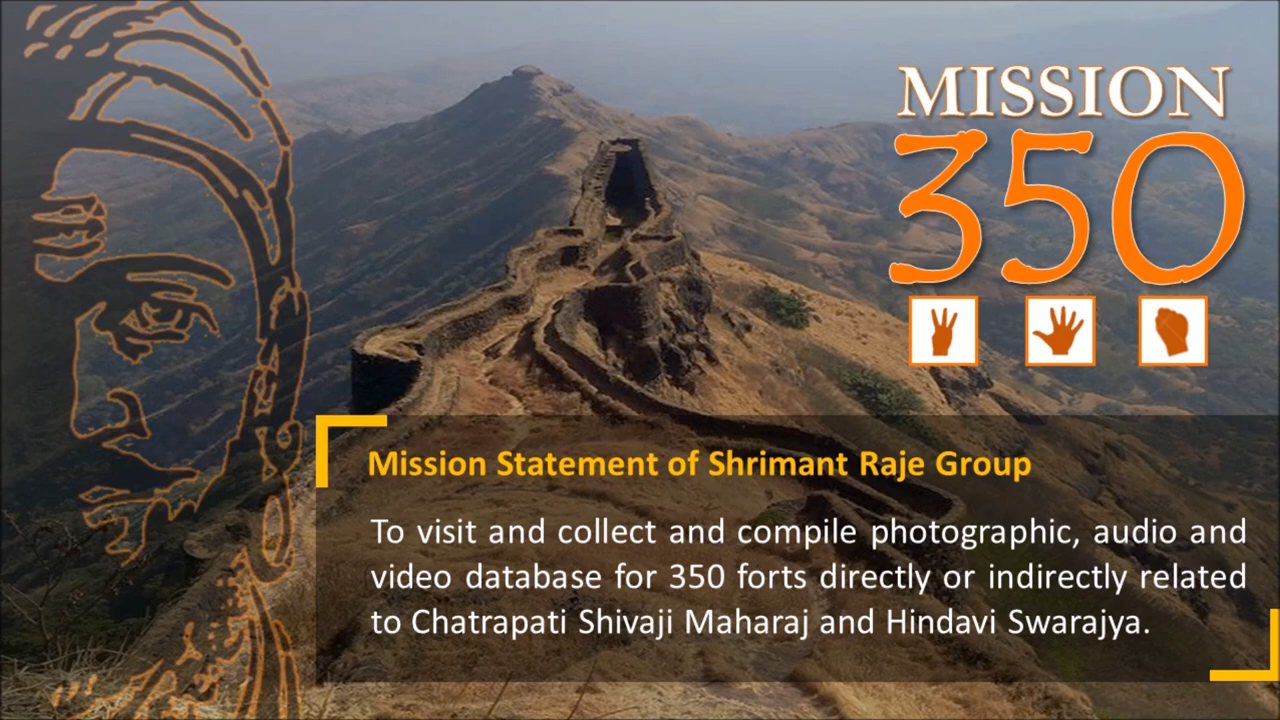 MISSION
350
Mission Statement of Shrimant Raje Group
To visit and collect and compile photographic, audio and
video database for 350 forts directly or indirectly related
to Chatrapati Shivaji Maharaj and Hindavi Swarajya.